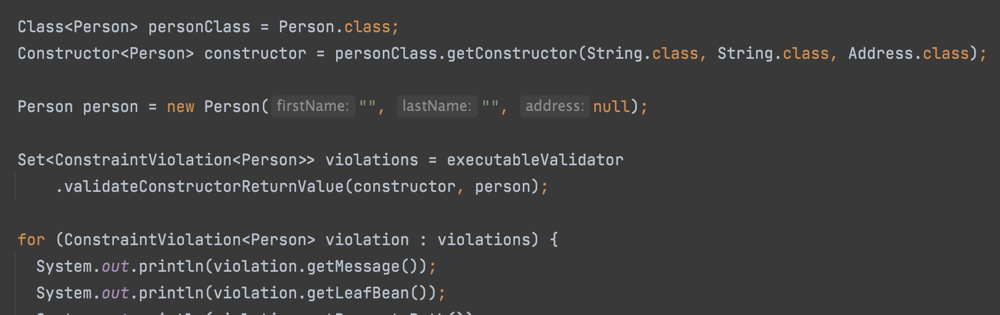 Class<Person> personClass = Person.class;
Constructor<Person> constructor = personClass.getConstructor(String.class, String.class, Address.class);
Person person = new Person( firstName: "", lastName: "", address: null);
Set<ConstraintViolation<Person>> violations = executableValidator
.validateConstructorReturnValue(constructor, person);
for (ConstraintViolation<Person> violation : violations) {
System.out.println(violation.getMessage());
System.out.println(violation.getLeafBean());